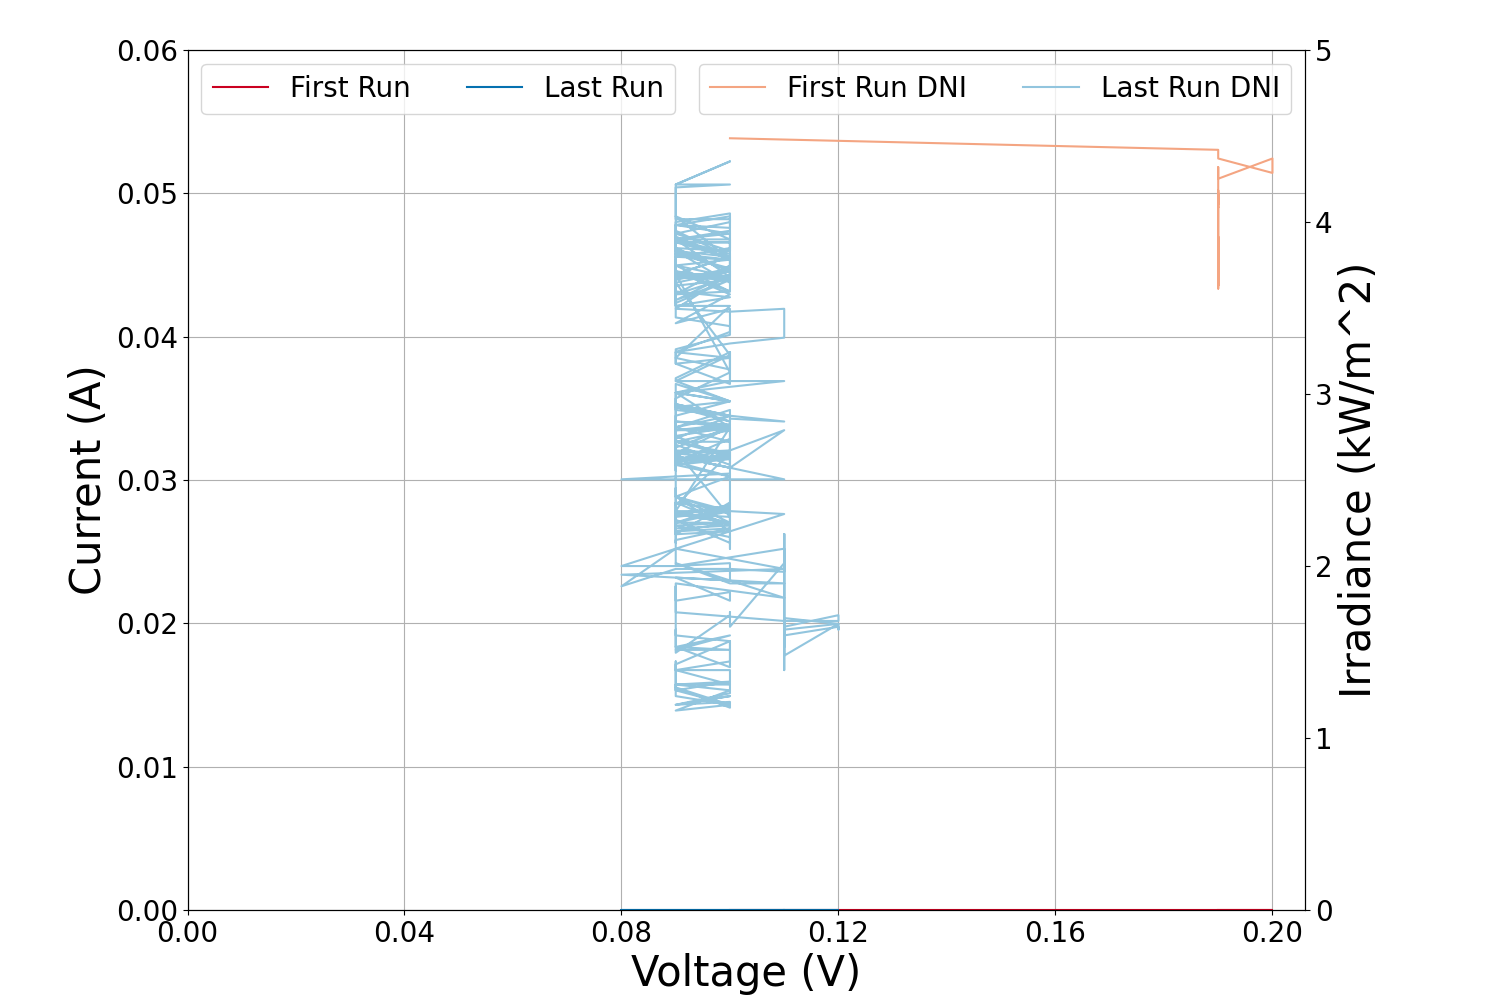 First Run
Last Run
First Run DNI
Last Run DNI
Current (A)
0.06
0.05
0.04
0.03
0.02
0.01
0.00
Irradiance (kW/m^2)
5
4
3
2
1
0
0.00
0.04
0.08
0.12
0.16
0.20
Voltage (V)